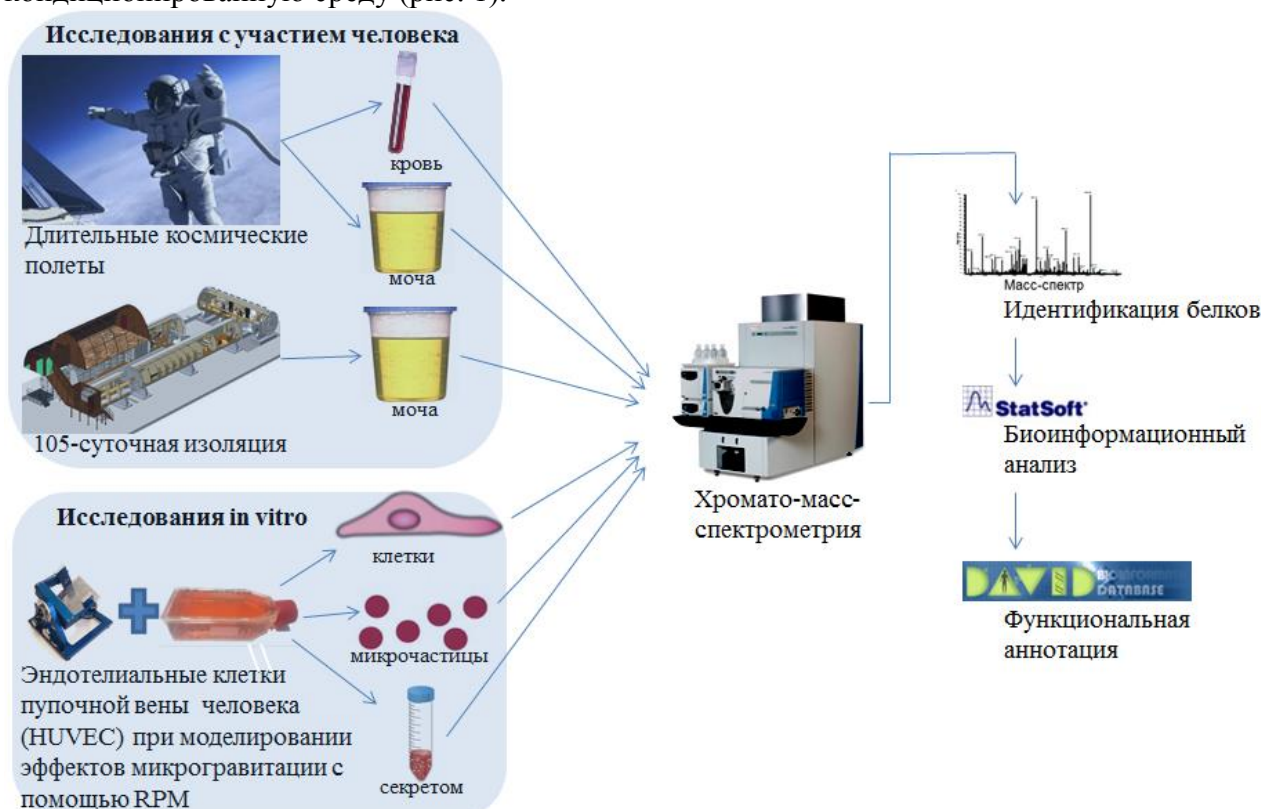 кондиционированную среду (рис. 1).
Исследования с участием человека
кровь
Длительные космические
полеты
моча
105-суточная изоляция
моча
Исследования in vitro
клетки
микрочастицы
Эндотелиальные клетки
пупочной вены человека
(HUVEC) при моделировании
эффектов микрогравитации с
помощью RPM
секретом
Хромато-масс-
спектрометрия
Масс-спектр
Идентификация белков
StatSoft
Биоинформационный
анализ
DAVID
DATABASE
Функциональная
аннотация